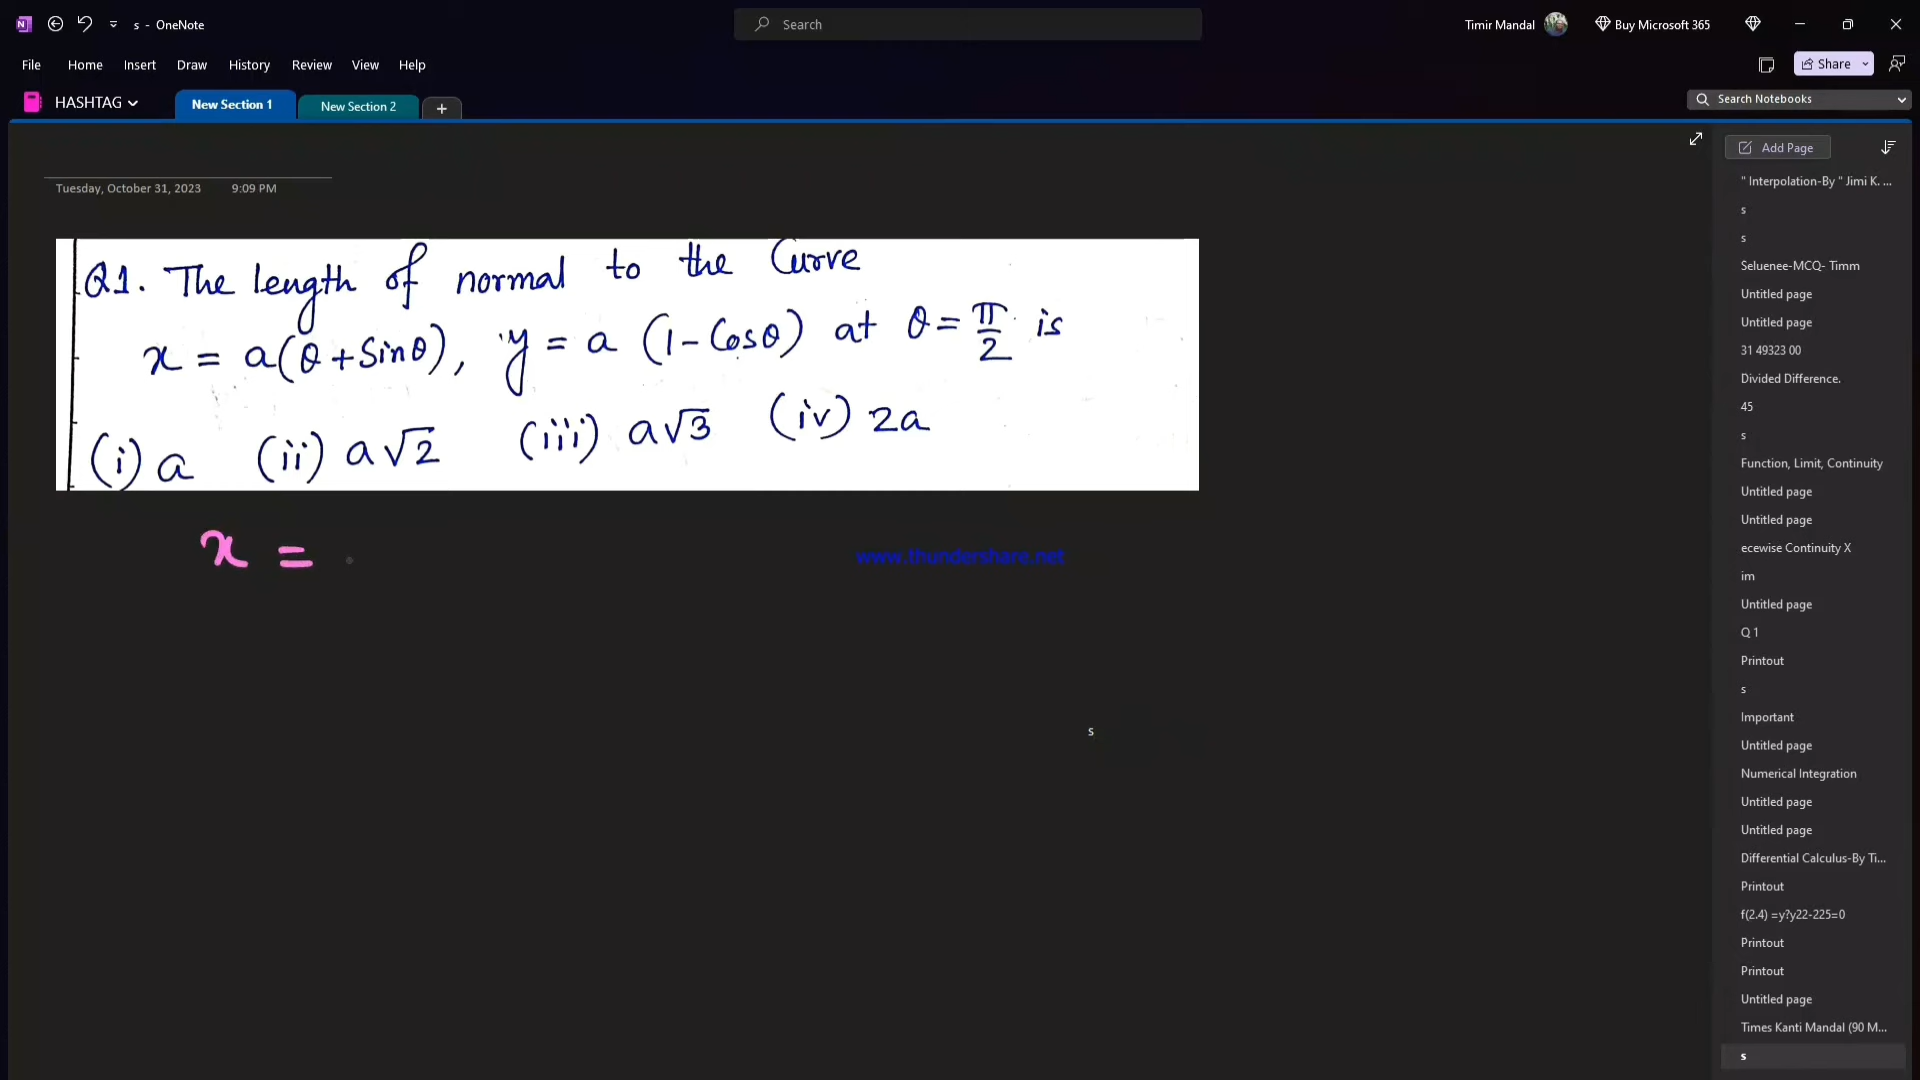 s - OneNote
Search
Timir Mandal
Buy Microsoft 365
File Home Insert Draw History Review View Help
Share
HASHTAG
New Section 1
New Section 2
+
Search Notebooks
Tuesday, October 31, 2023 9:09 PM
Q1. The length of normal to the Curve
x = a(θ+Sinθ), y = a (1-Cosθ) at θ = π/2 is
(i) a (ii) a√2 (iii) a√3 (iv) 2a
x =
www.thundershare.net
s
Add Page
" Interpolation-By " Jimi K. ...
s
s
Seluenee-MCQ- Timm
Untitled page
Untitled page
31 49323 00
Divided Difference.
45
s
Function, Limit, Continuity
Untitled page
Untitled page
ecewise Continuity X
im
Untitled page
Q 1
Printout
s
Important
Untitled page
Numerical Integration
Untitled page
Untitled page
Differential Calculus-By Ti...
Printout
f(2.4) =y?y22-225=0
Printout
Printout
Untitled page
Times Kanti Mandal (90 M...
s